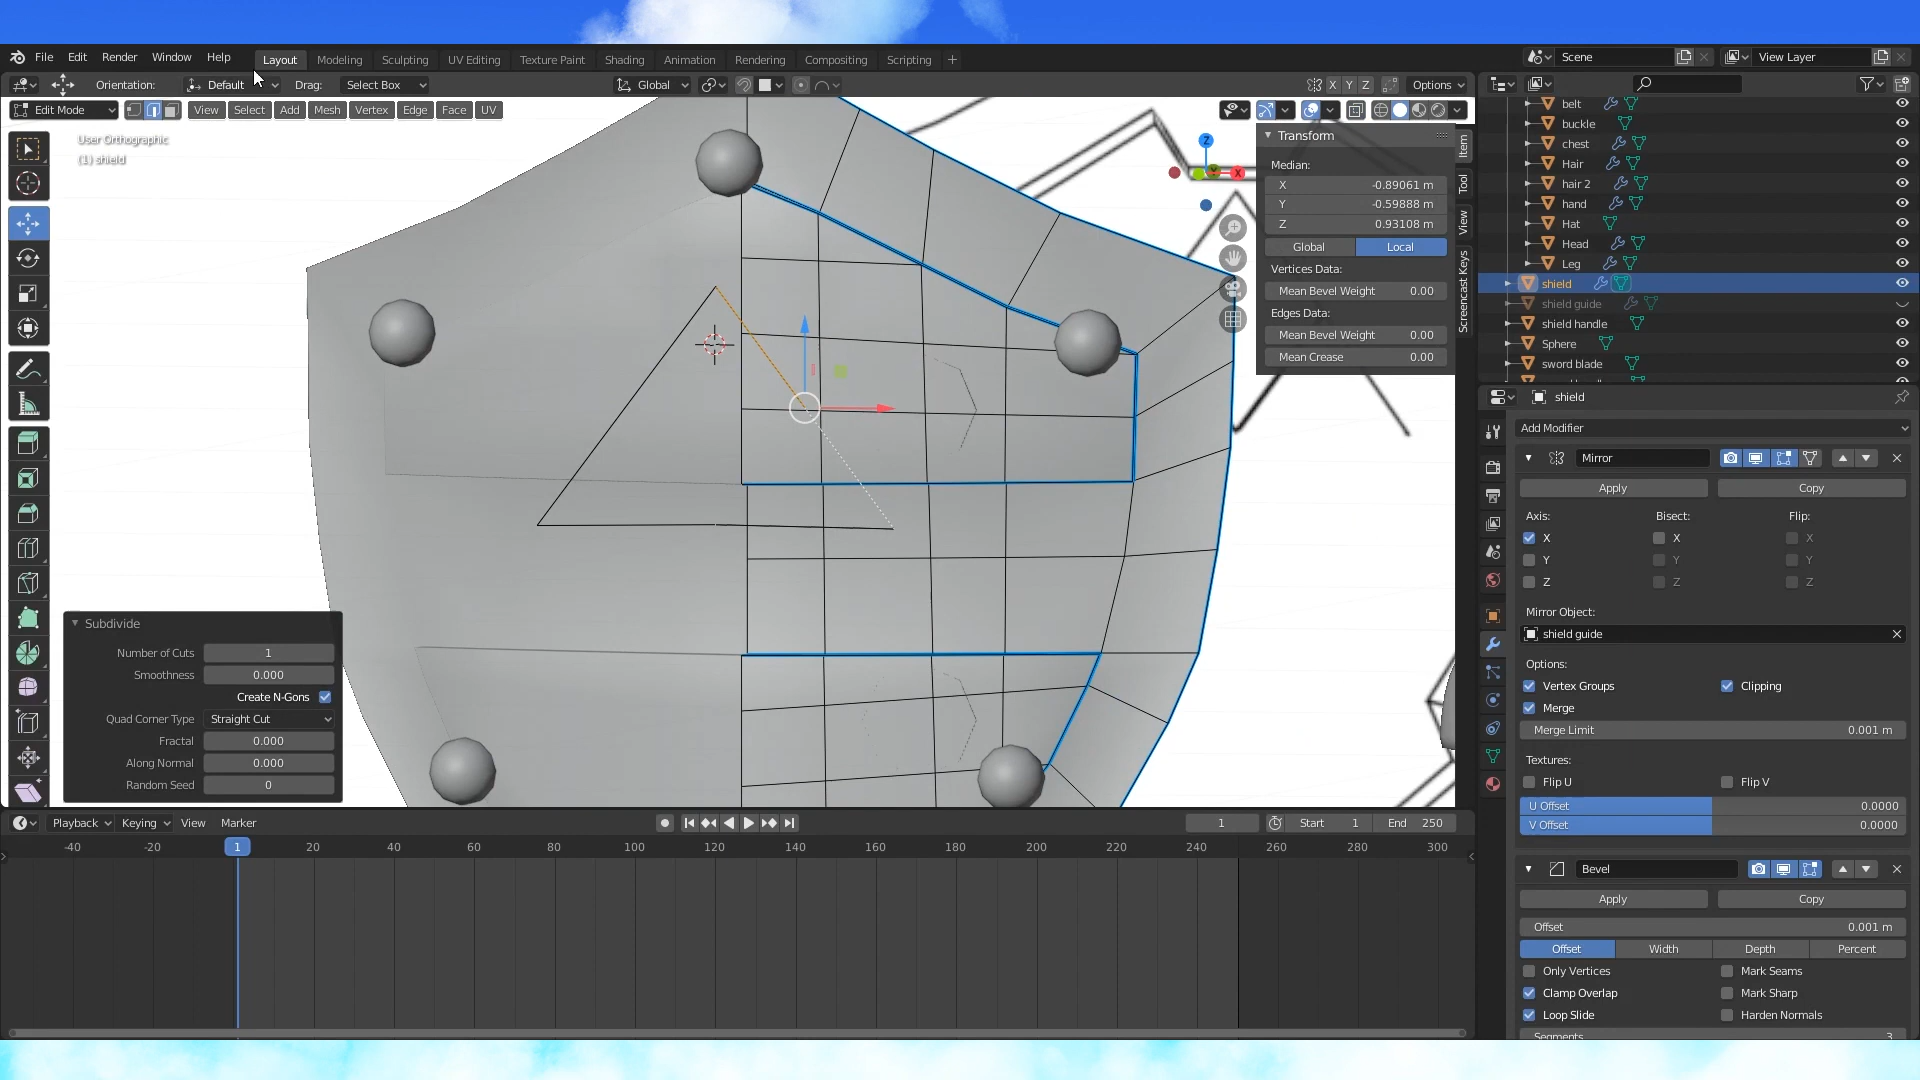 File Edit Render Window Help Layout Modeling Sculpting UV Editing Texture Paint Shading Animation Rendering Compositing Scripting + Scene View Layer
Orientation: Default Drag: Select Box Global X Y Z Options
Edit Mode View Select Add Mesh Vertex Edge Face UV
User Orthographic
(1) shield
Z
X
Transform
Median:
X -0.89061 m
Y -0.59888 m
Z 0.93108 m
Global Local
Vertices Data:
Mean Bevel Weight 0.00
Edges Data:
Mean Bevel Weight 0.00
Mean Crease 0.00
Item
Tool
View
Screencast Keys
belt
buckle
chest
Hair
hair 2
hand
Hat
Head
Leg
shield
shield guide
shield handle
Sphere
sword blade
shield
Add Modifier
Mirror
Apply Copy
Axis: Bisect: Flip:
X X X
Y Y Y
Z Z Z
Mirror Object:
shield guide
Options:
Vertex Groups Clipping
Merge
Merge Limit 0.001 m
Textures:
Flip U Flip V
U Offset 0.0000
V Offset 0.0000
Bevel
Apply Copy
Offset 0.001 m
Offset Width Depth Percent
Only Vertices Mark Seams
Clamp Overlap Mark Sharp
Loop Slide Harden Normals
Segments 3
Subdivide
Number of Cuts 1
Smoothness 0.000
Create N-Gons
Quad Corner Type Straight Cut
Fractal 0.000
Along Normal 0.000
Random Seed 0
Playback Keying View Marker 1 Start 1 End 250
-40 -20 1 20 40 60 80 100 120 140 160 180 200 220 240 260 280 300